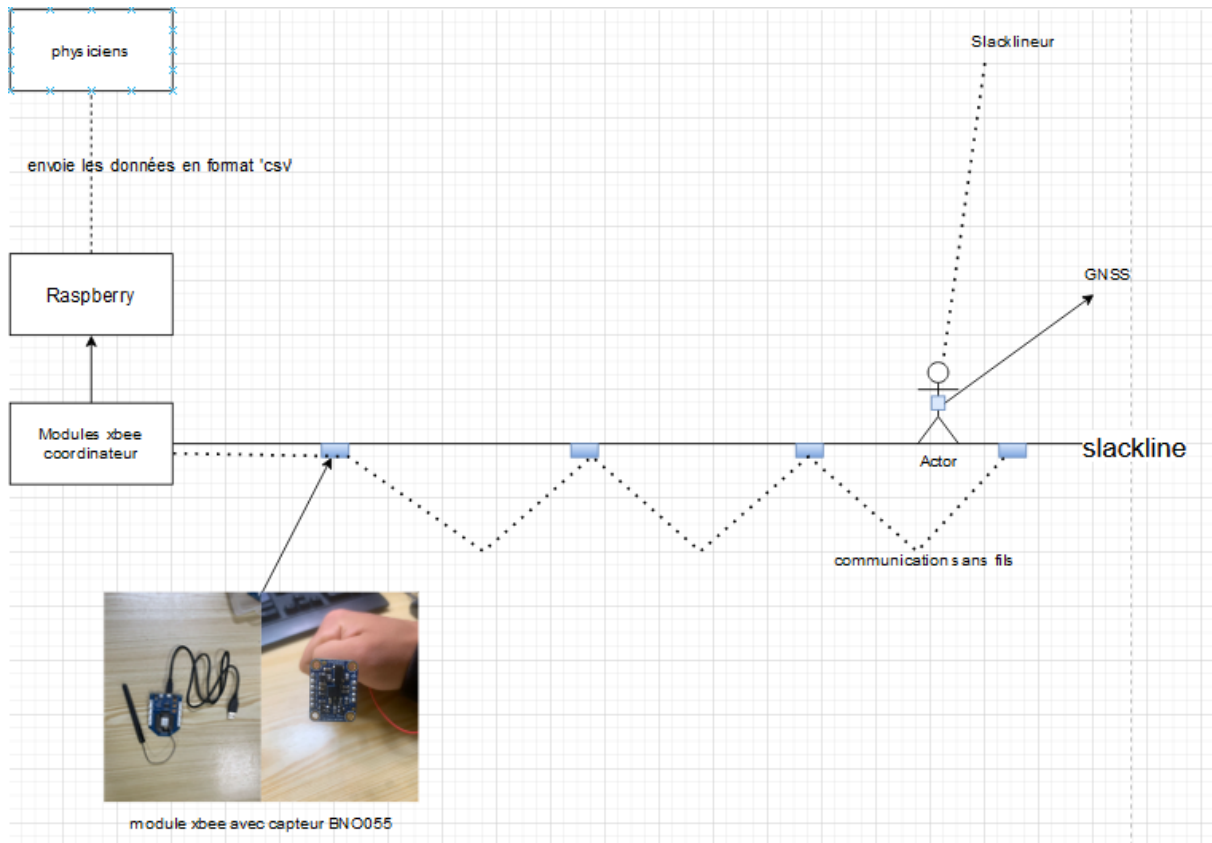 physiciens
Slacklineur
envoie les données en format 'csv'
GNSS
Raspberry
Modules xbee
coordinateur
slackline
Actor
communication sans fils
module xbee avec capteur BNO055